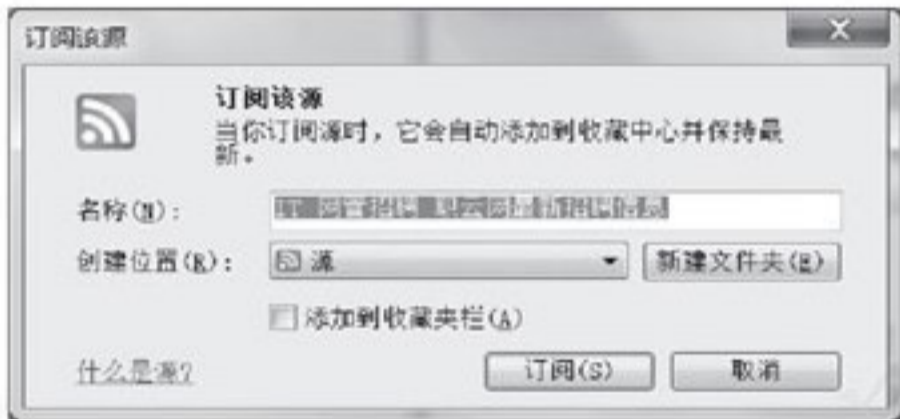 订阅该源
订阅该源
当你订阅源时，它会自动添加到收藏中心并保持最
新。
名称(N):
创建位置(R): 源 新建文件夹(E)
添加到收藏夹栏(A)
什么是源? 订阅(S) 取消